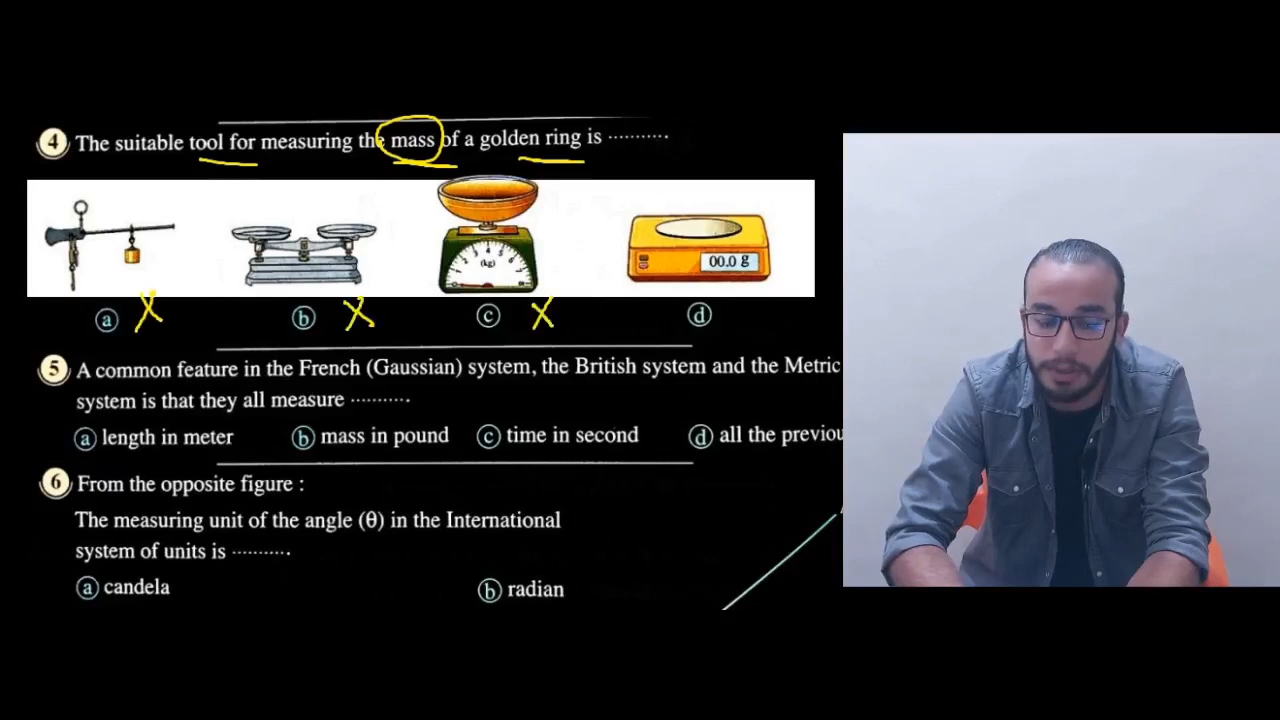 4 The suitable tool for measuring the mass of a golden ring is ..........
(kg)
00.0 g
a X b X c X d
5 A common feature in the French (Gaussian) system, the British system and the Metric
system is that they all measure ..........
a length in meter b mass in pound c time in second d all the previou
6 From the opposite figure :
The measuring unit of the angle (θ) in the International
system of units is ..........
a candela b radian